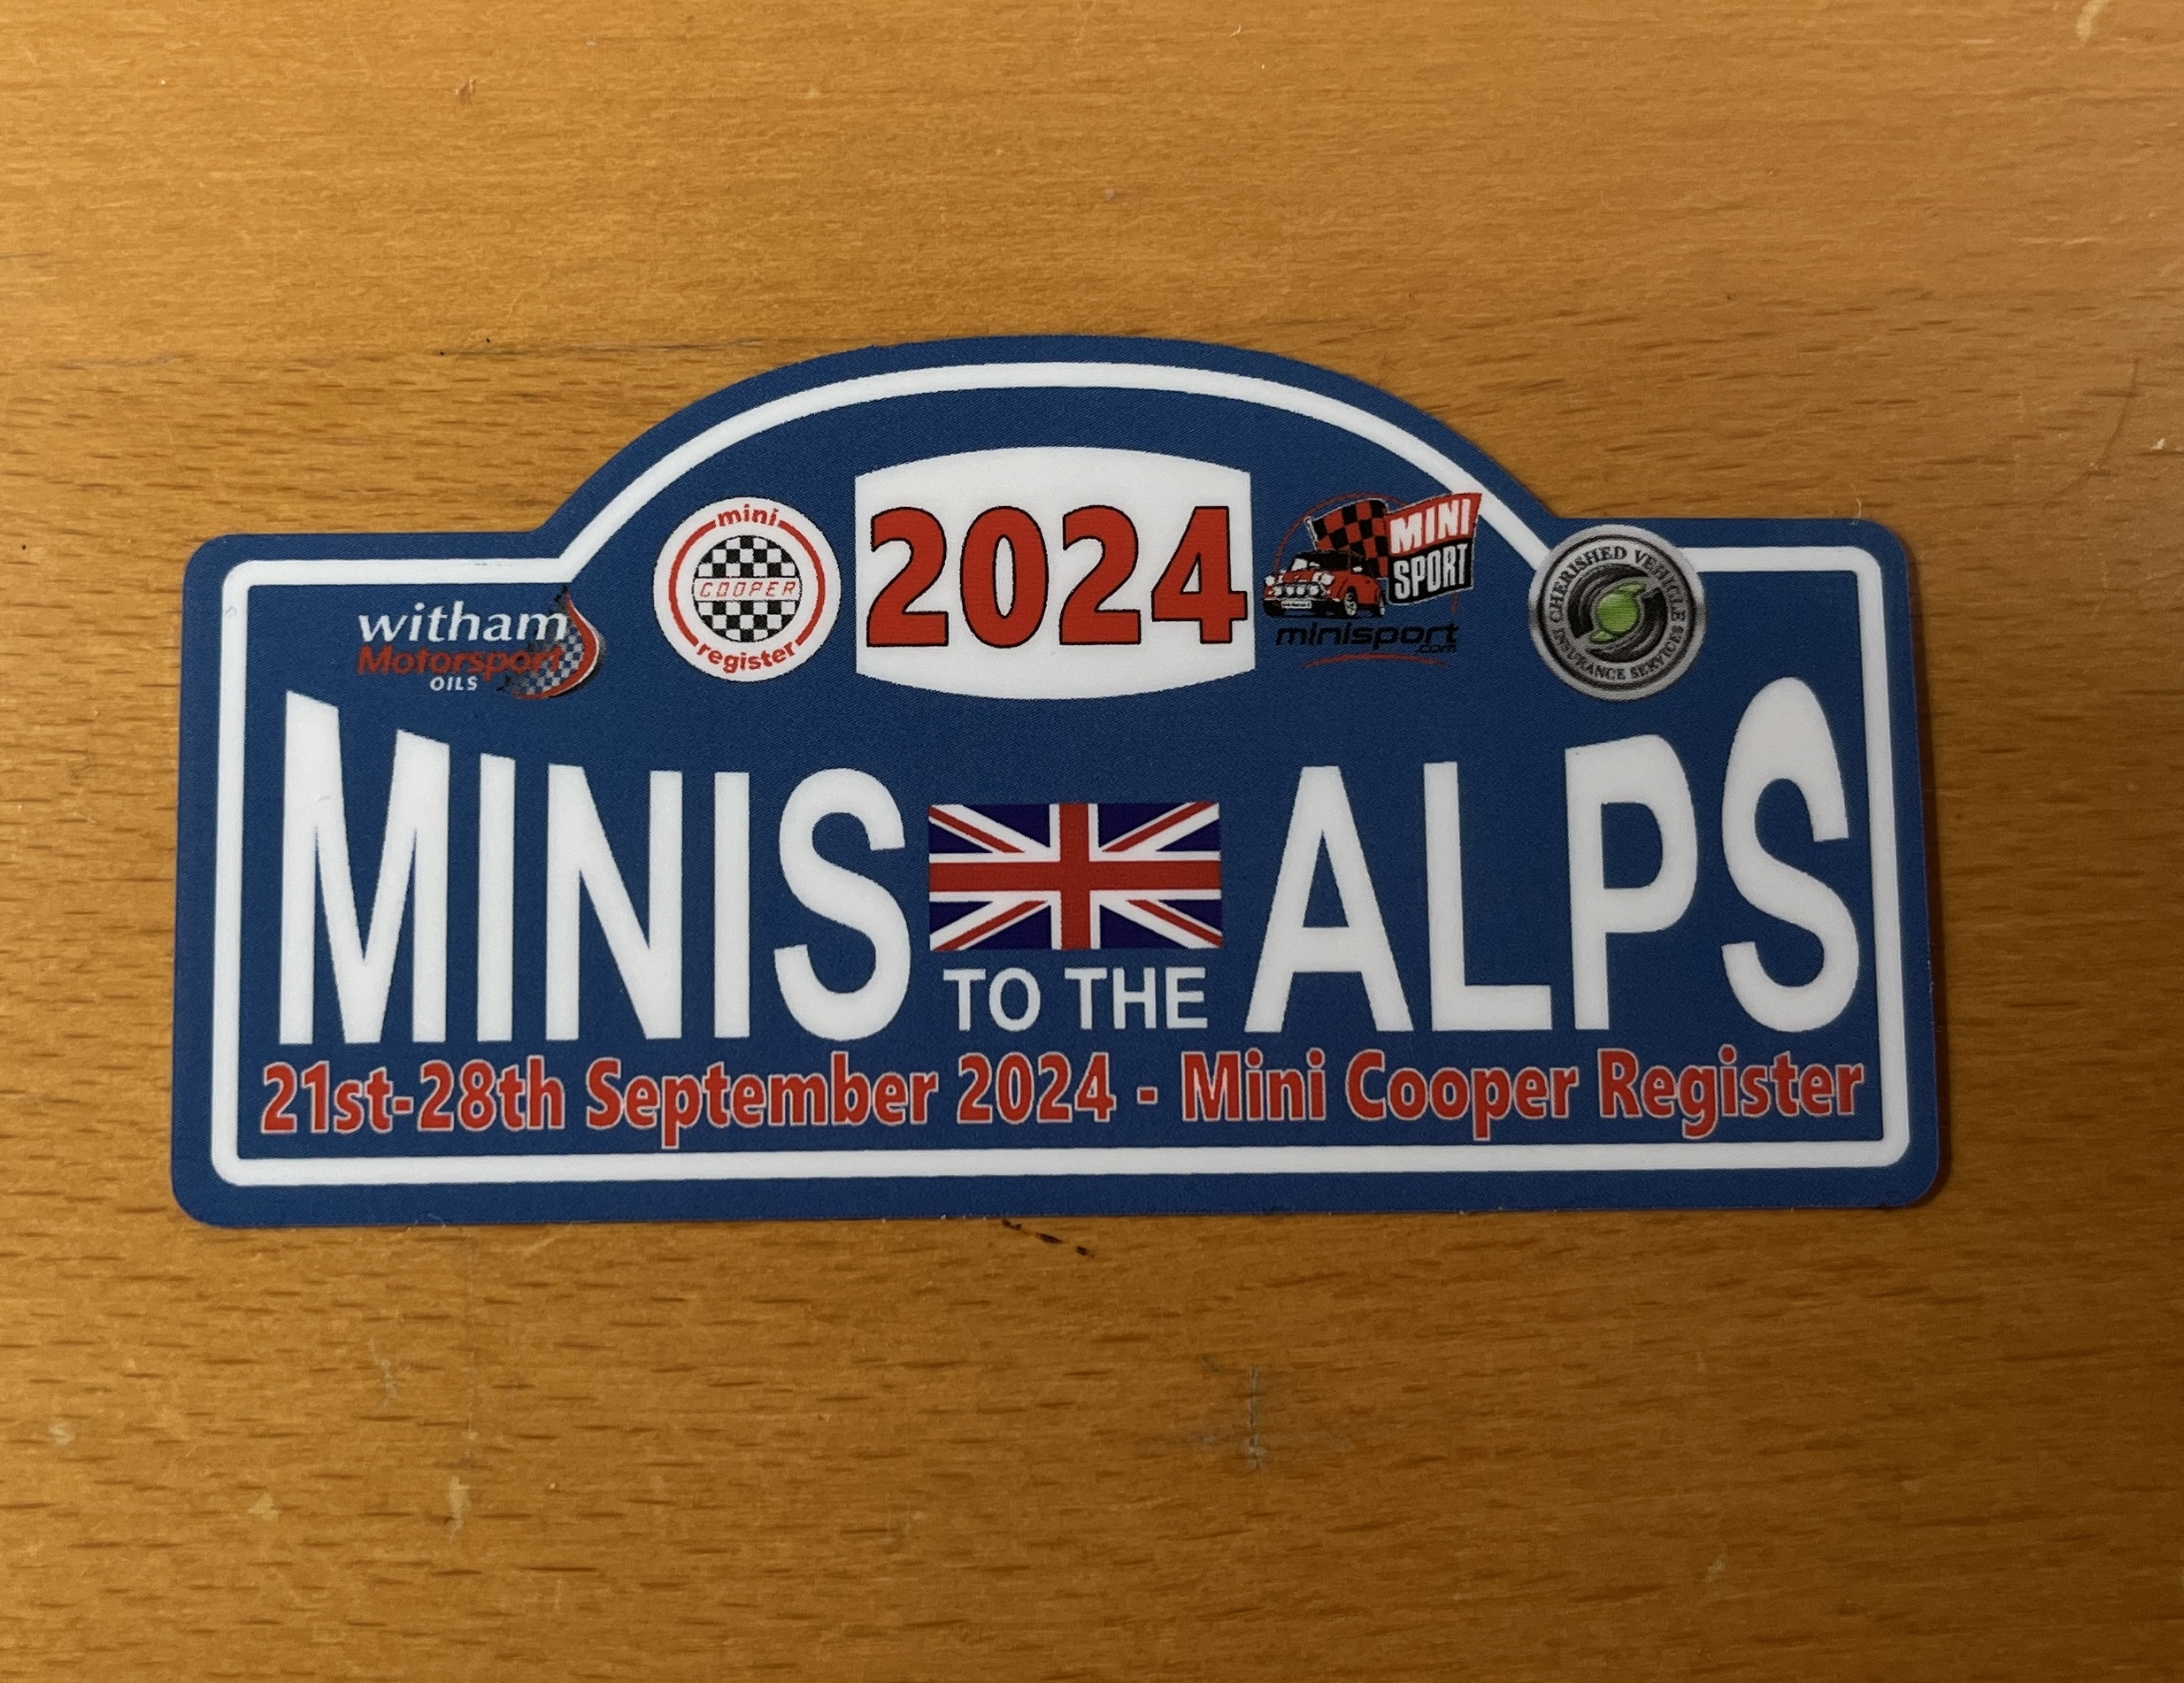 2024
mini
COOPER
register
MINI
SPORT
minisport
.com
CHERISHED VEHICLE
INSURANCE SERVICES
witham
Motorsport
OILS
MINIS TO THE ALPS
21st-28th September 2024 - Mini Cooper Register